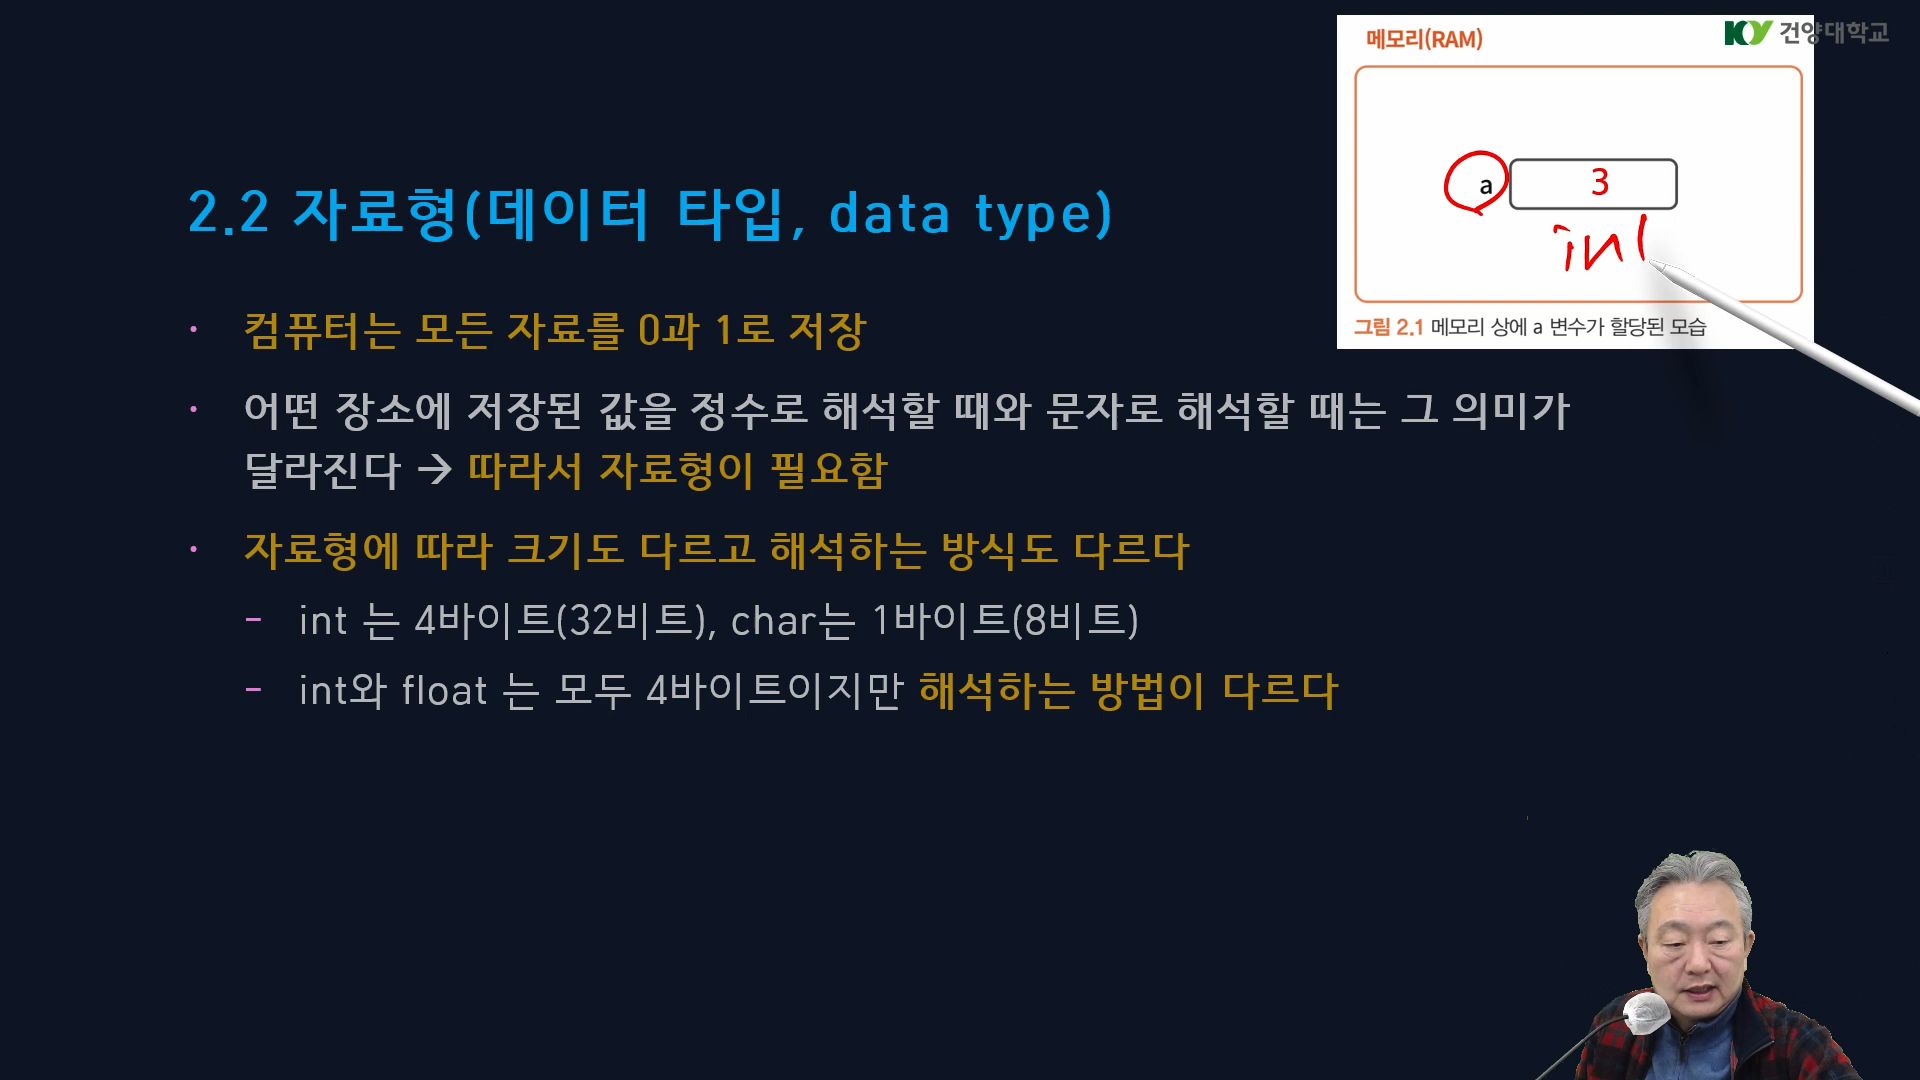 메모리(RAM)
건양대학교
a
3
int
그림 2.1 메모리 상에 a 변수가 할당된 모습
2.2 자료형(데이터 타입, data type)
· 컴퓨터는 모든 자료를 0과 1로 저장
· 어떤 장소에 저장된 값을 정수로 해석할 때와 문자로 해석할 때는 그 의미가
달라진다 → 따라서 자료형이 필요함
· 자료형에 따라 크기도 다르고 해석하는 방식도 다르다
- int 는 4바이트(32비트), char는 1바이트(8비트)
- int와 float 는 모두 4바이트이지만 해석하는 방법이 다르다